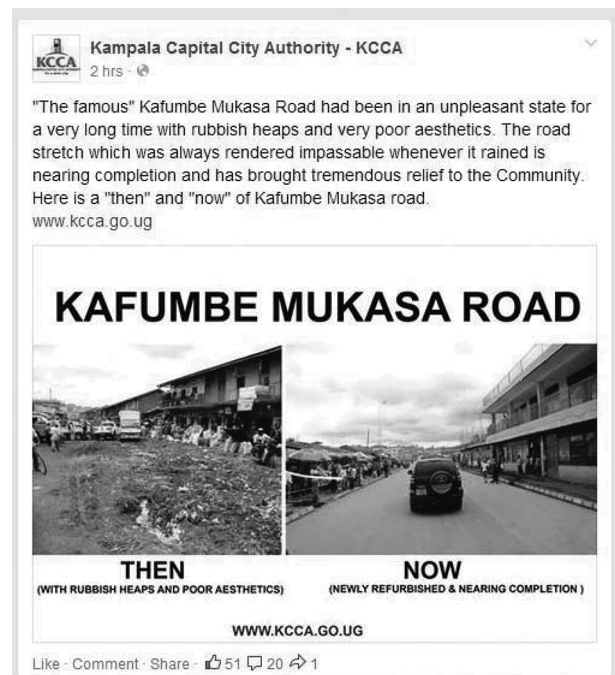 KCCA
Kampala Capital City Authority - KCCA
2 hrs ·
"The famous" Kafumbe Mukasa Road had been in an unpleasant state for
a very long time with rubbish heaps and very poor aesthetics. The road
stretch which was always rendered impassable whenever it rained is
nearing completion and has brought tremendous relief to the Community.
Here is a "then" and "now" of Kafumbe Mukasa road.
www.kcca.go.ug
KAFUMBE MUKASA ROAD
THEN
(WITH RUBBISH HEAPS AND POOR AESTHETICS)
NOW
(NEWLY REFURBISHED & NEARING COMPLETION )
WWW.KCCA.GO.UG
Like · Comment · Share · 51 20 1